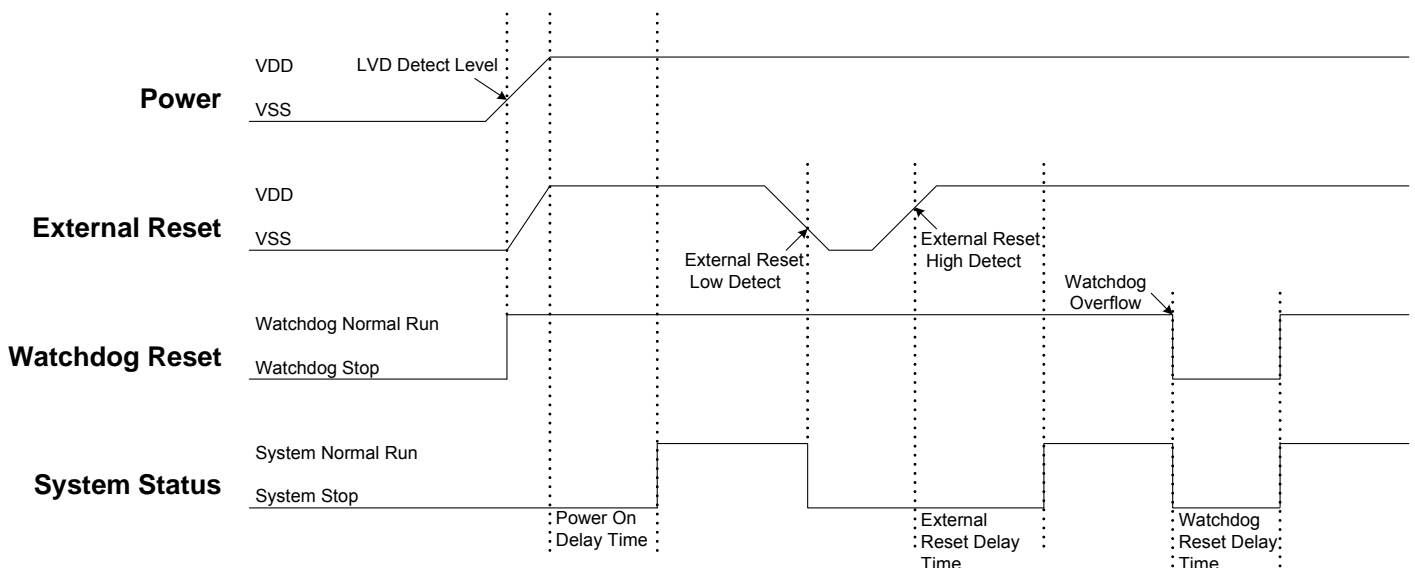 VDD
LVD Detect Level
Power
VSS
VDD
External Reset
VSS
External Reset
Low Detect
External Reset
High Detect
Watchdog
Overflow
Watchdog Normal Run
Watchdog Reset
Watchdog Stop
System Normal Run
System Status
System Stop
Power On
Delay Time
External
Reset Delay
Time
Watchdog
Reset Delay
Time